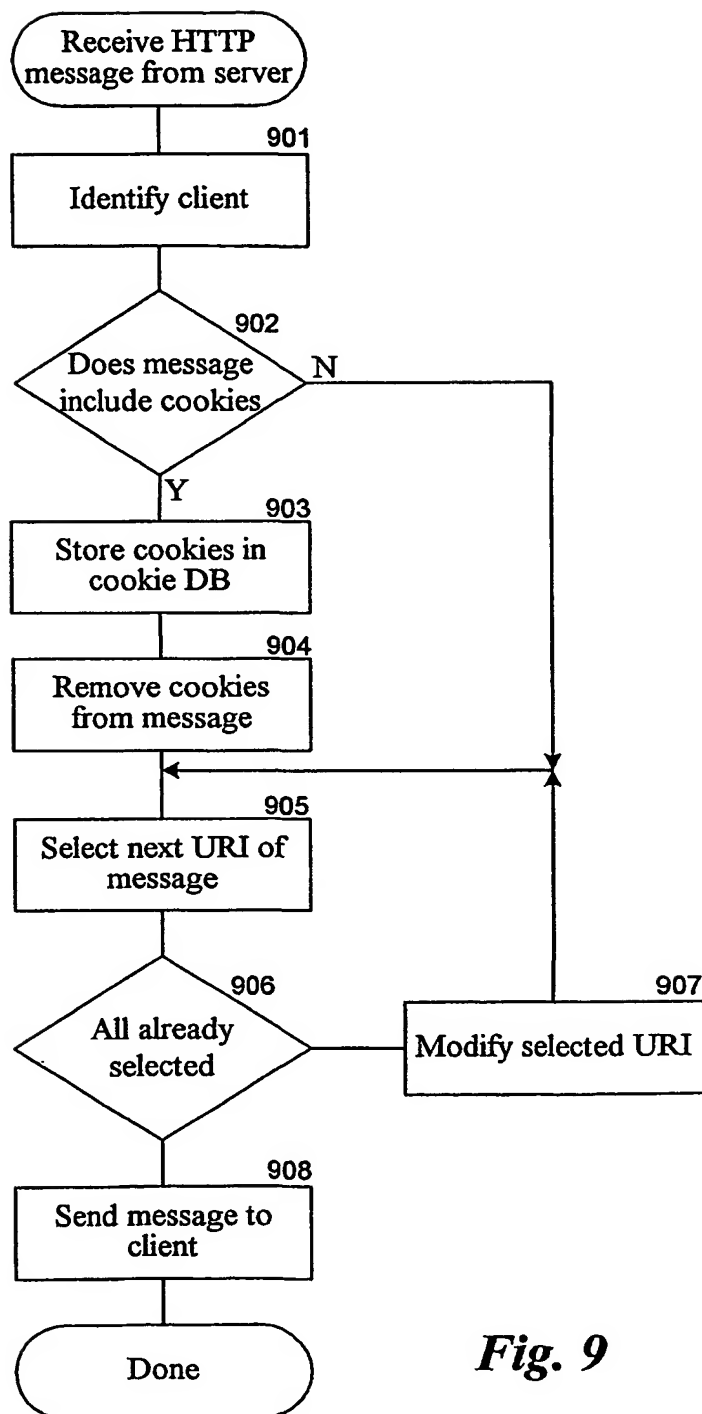 Receive HTTP
message from server
901
Identify client
902
Does message
include cookies
N
Y
903
Store cookies in
cookie DB
904
Remove cookies
from message
905
Select next URI of
message
906
All already
selected
907
Modify selected URI
908
Send message to
client
Done
Fig. 9